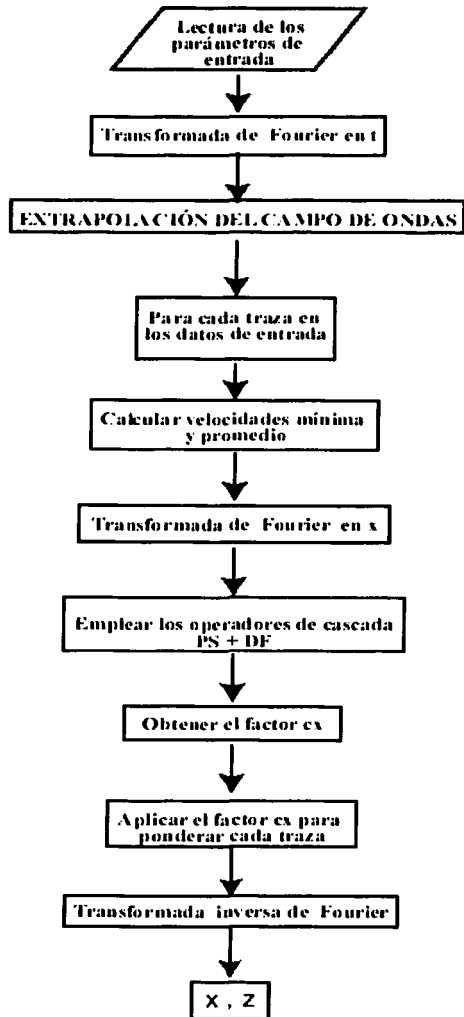 Lectura de los
parámetros de
entrada
Transformada de Fourier en t
EXTRAPOLACIÓN DEL CAMPO DE ONDAS
Para cada traza en
los datos de entrada
Calcular velocidades mínima
y promedio
Transformada de Fourier en x
Emplear los operadores de cascada
PS + DF
Obtener el factor cx
Aplicar el factor cx para
ponderar cada traza
Transformada inversa de Fourier
x , z